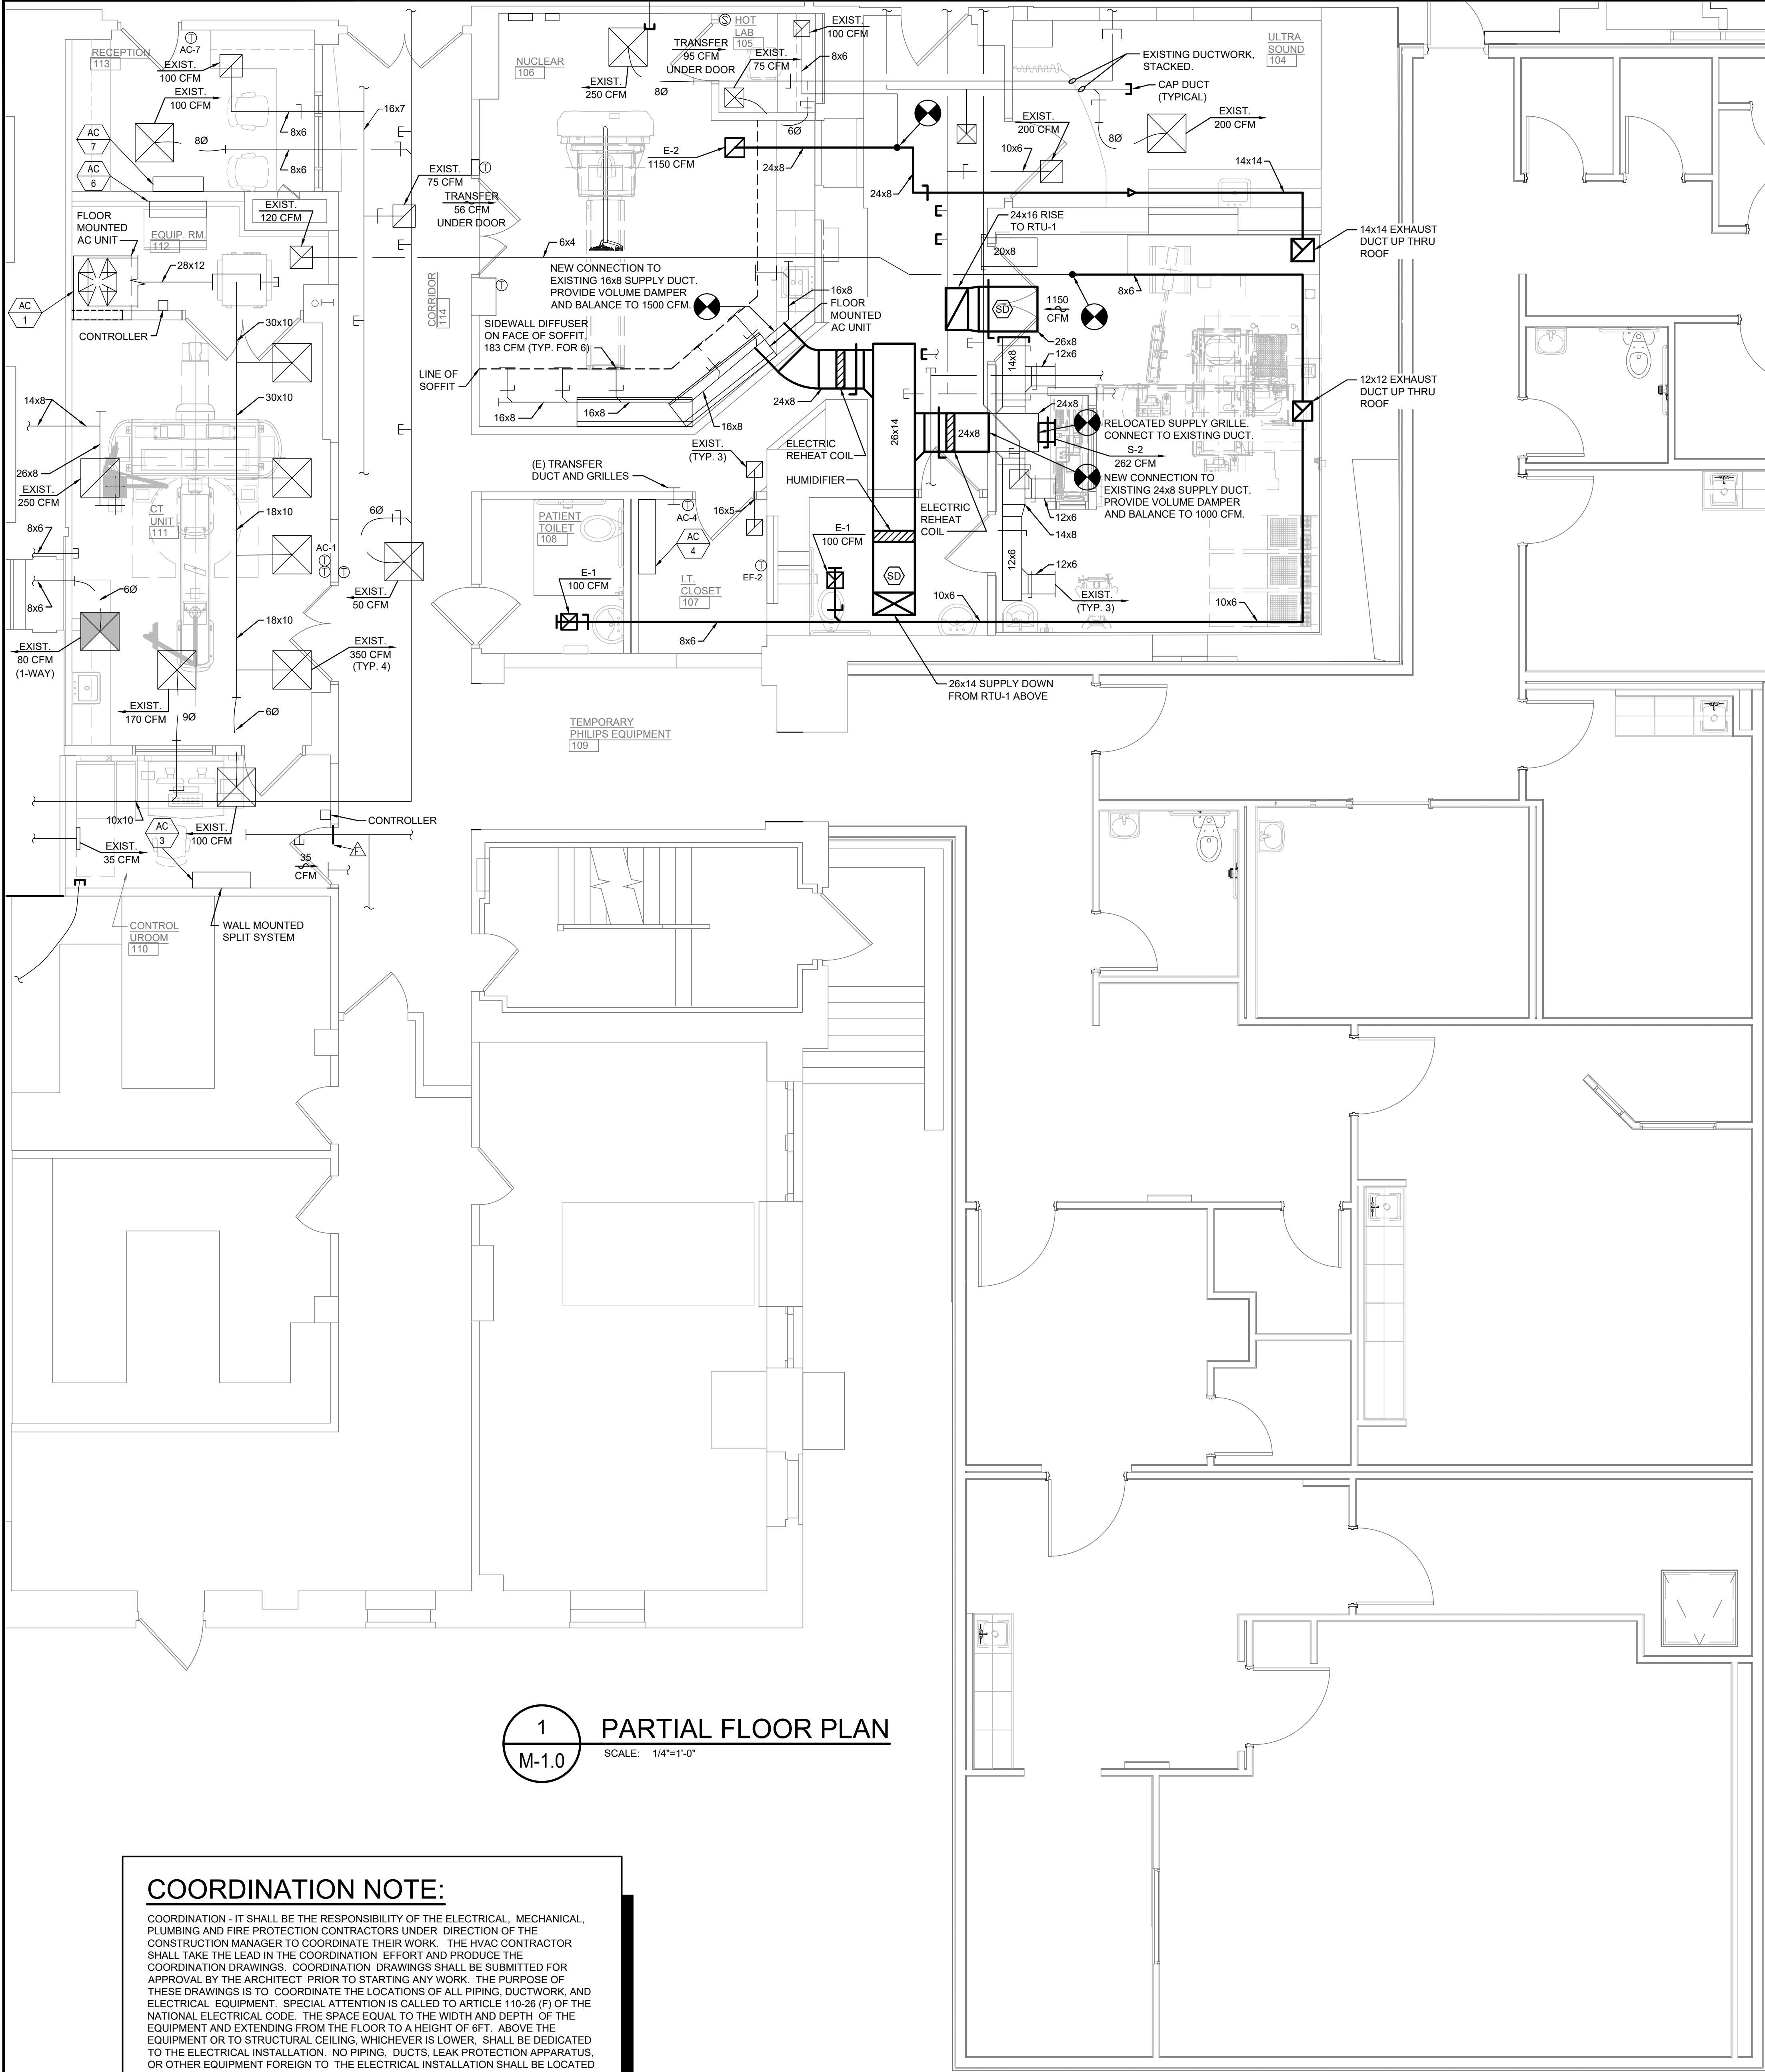 RECEPTION
113
T
AC-7
EXIST.
100 CFM
EXIST.
100 CFM
8Ø
8x6
8x6
16x7
AC
7
AC
6
FLOOR
MOUNTED
AC UNIT
EQUIP. RM.
112
EXIST.
120 CFM
28x12
AC
1
CONTROLLER
30x10
30x10
14x8
26x8
EXIST.
250 CFM
CT
UNIT
111
18x10
8x6
8x6
6Ø
AC-1
T
T
T
6Ø
EXIST.
50 CFM
18x10
EXIST.
80 CFM
(1-WAY)
EXIST.
350 CFM
(TYP. 4)
EXIST.
170 CFM
9Ø
6Ø
10x10
AC
3
EXIST.
100 CFM
EXIST.
35 CFM
CONTROLLER
F
35
CFM
CONTROL
UROOM
110
WALL MOUNTED
SPLIT SYSTEM
NUCLEAR
106
EXIST.
250 CFM
S
HOT
LAB
105
TRANSFER
95 CFM
UNDER DOOR
8Ø
EXIST.
75 CFM
EXIST.
100 CFM
8x6
6Ø
E-2
1150 CFM
24x8
24x8
EXIST.
75 CFM
T
TRANSFER
56 CFM
UNDER DOOR
CORRIDOR
114
T
6x4
NEW CONNECTION TO
EXISTING 16x8 SUPPLY DUCT.
PROVIDE VOLUME DAMPER
AND BALANCE TO 1500 CFM.
SIDEWALL DIFFUSER
ON FACE OF SOFFIT,
183 CFM (TYP. FOR 6)
LINE OF
SOFFIT
16x8
FLOOR
MOUNTED
AC UNIT
16x8
16x8
16x8
24x8
26x14
ELECTRIC
REHEAT COIL
HUMIDIFIER
EXIST.
(TYP. 3)
(E) TRANSFER
DUCT AND GRILLES
16x5
T
AC-4
AC
4
PATIENT
TOILET
108
E-1
100 CFM
I.T.
CLOSET
107
T
EF-2
E-1
100 CFM
SD
8x6
10x6
ELECTRIC
REHEAT
COIL
26x14 SUPPLY DOWN
FROM RTU-1 ABOVE
TEMPORARY
PHILIPS EQUIPMENT
109
ULTRA
SOUND
104
EXISTING DUCTWORK,
STACKED.
CAP DUCT
(TYPICAL)
EXIST.
200 CFM
EXIST.
200 CFM
8Ø
10x6
14x14
24x16 RISE
TO RTU-1
20x8
14x14 EXHAUST
DUCT UP THRU
ROOF
SD
1150
CFM
8x6
26x8
12x6
14x8
24x8
24x8
RELOCATED SUPPLY GRILLE.
CONNECT TO EXISTING DUCT.
S-2
262 CFM
NEW CONNECTION TO
EXISTING 24x8 SUPPLY DUCT.
PROVIDE VOLUME DAMPER
AND BALANCE TO 1000 CFM.
12x12 EXHAUST
DUCT UP THRU
ROOF
12x6
14x8
12x6
12x6
EXIST.
(TYP. 3)
10x6
1
M-1.0
PARTIAL FLOOR PLAN
SCALE: 1/4"=1'-0"
COORDINATION NOTE:
COORDINATION - IT SHALL BE THE RESPONSIBILITY OF THE ELECTRICAL, MECHANICAL,
PLUMBING AND FIRE PROTECTION CONTRACTORS UNDER DIRECTION OF THE
CONSTRUCTION MANAGER TO COORDINATE THEIR WORK. THE HVAC CONTRACTOR
SHALL TAKE THE LEAD IN THE COORDINATION EFFORT AND PRODUCE THE
COORDINATION DRAWINGS. COORDINATION DRAWINGS SHALL BE SUBMITTED FOR
APPROVAL BY THE ARCHITECT PRIOR TO STARTING ANY WORK. THE PURPOSE OF
THESE DRAWINGS IS TO COORDINATE THE LOCATIONS OF ALL PIPING, DUCTWORK, AND
ELECTRICAL EQUIPMENT. SPECIAL ATTENTION IS CALLED TO ARTICLE 110-26 (F) OF THE
NATIONAL ELECTRICAL CODE. THE SPACE EQUAL TO THE WIDTH AND DEPTH OF THE
EQUIPMENT AND EXTENDING FROM THE FLOOR TO A HEIGHT OF 6FT. ABOVE THE
EQUIPMENT OR TO STRUCTURAL CEILING, WHICHEVER IS LOWER, SHALL BE DEDICATED
TO THE ELECTRICAL INSTALLATION. NO PIPING, DUCTS, LEAK PROTECTION APPARATUS,
OR OTHER EQUIPMENT FOREIGN TO THE ELECTRICAL INSTALLATION SHALL BE LOCATED